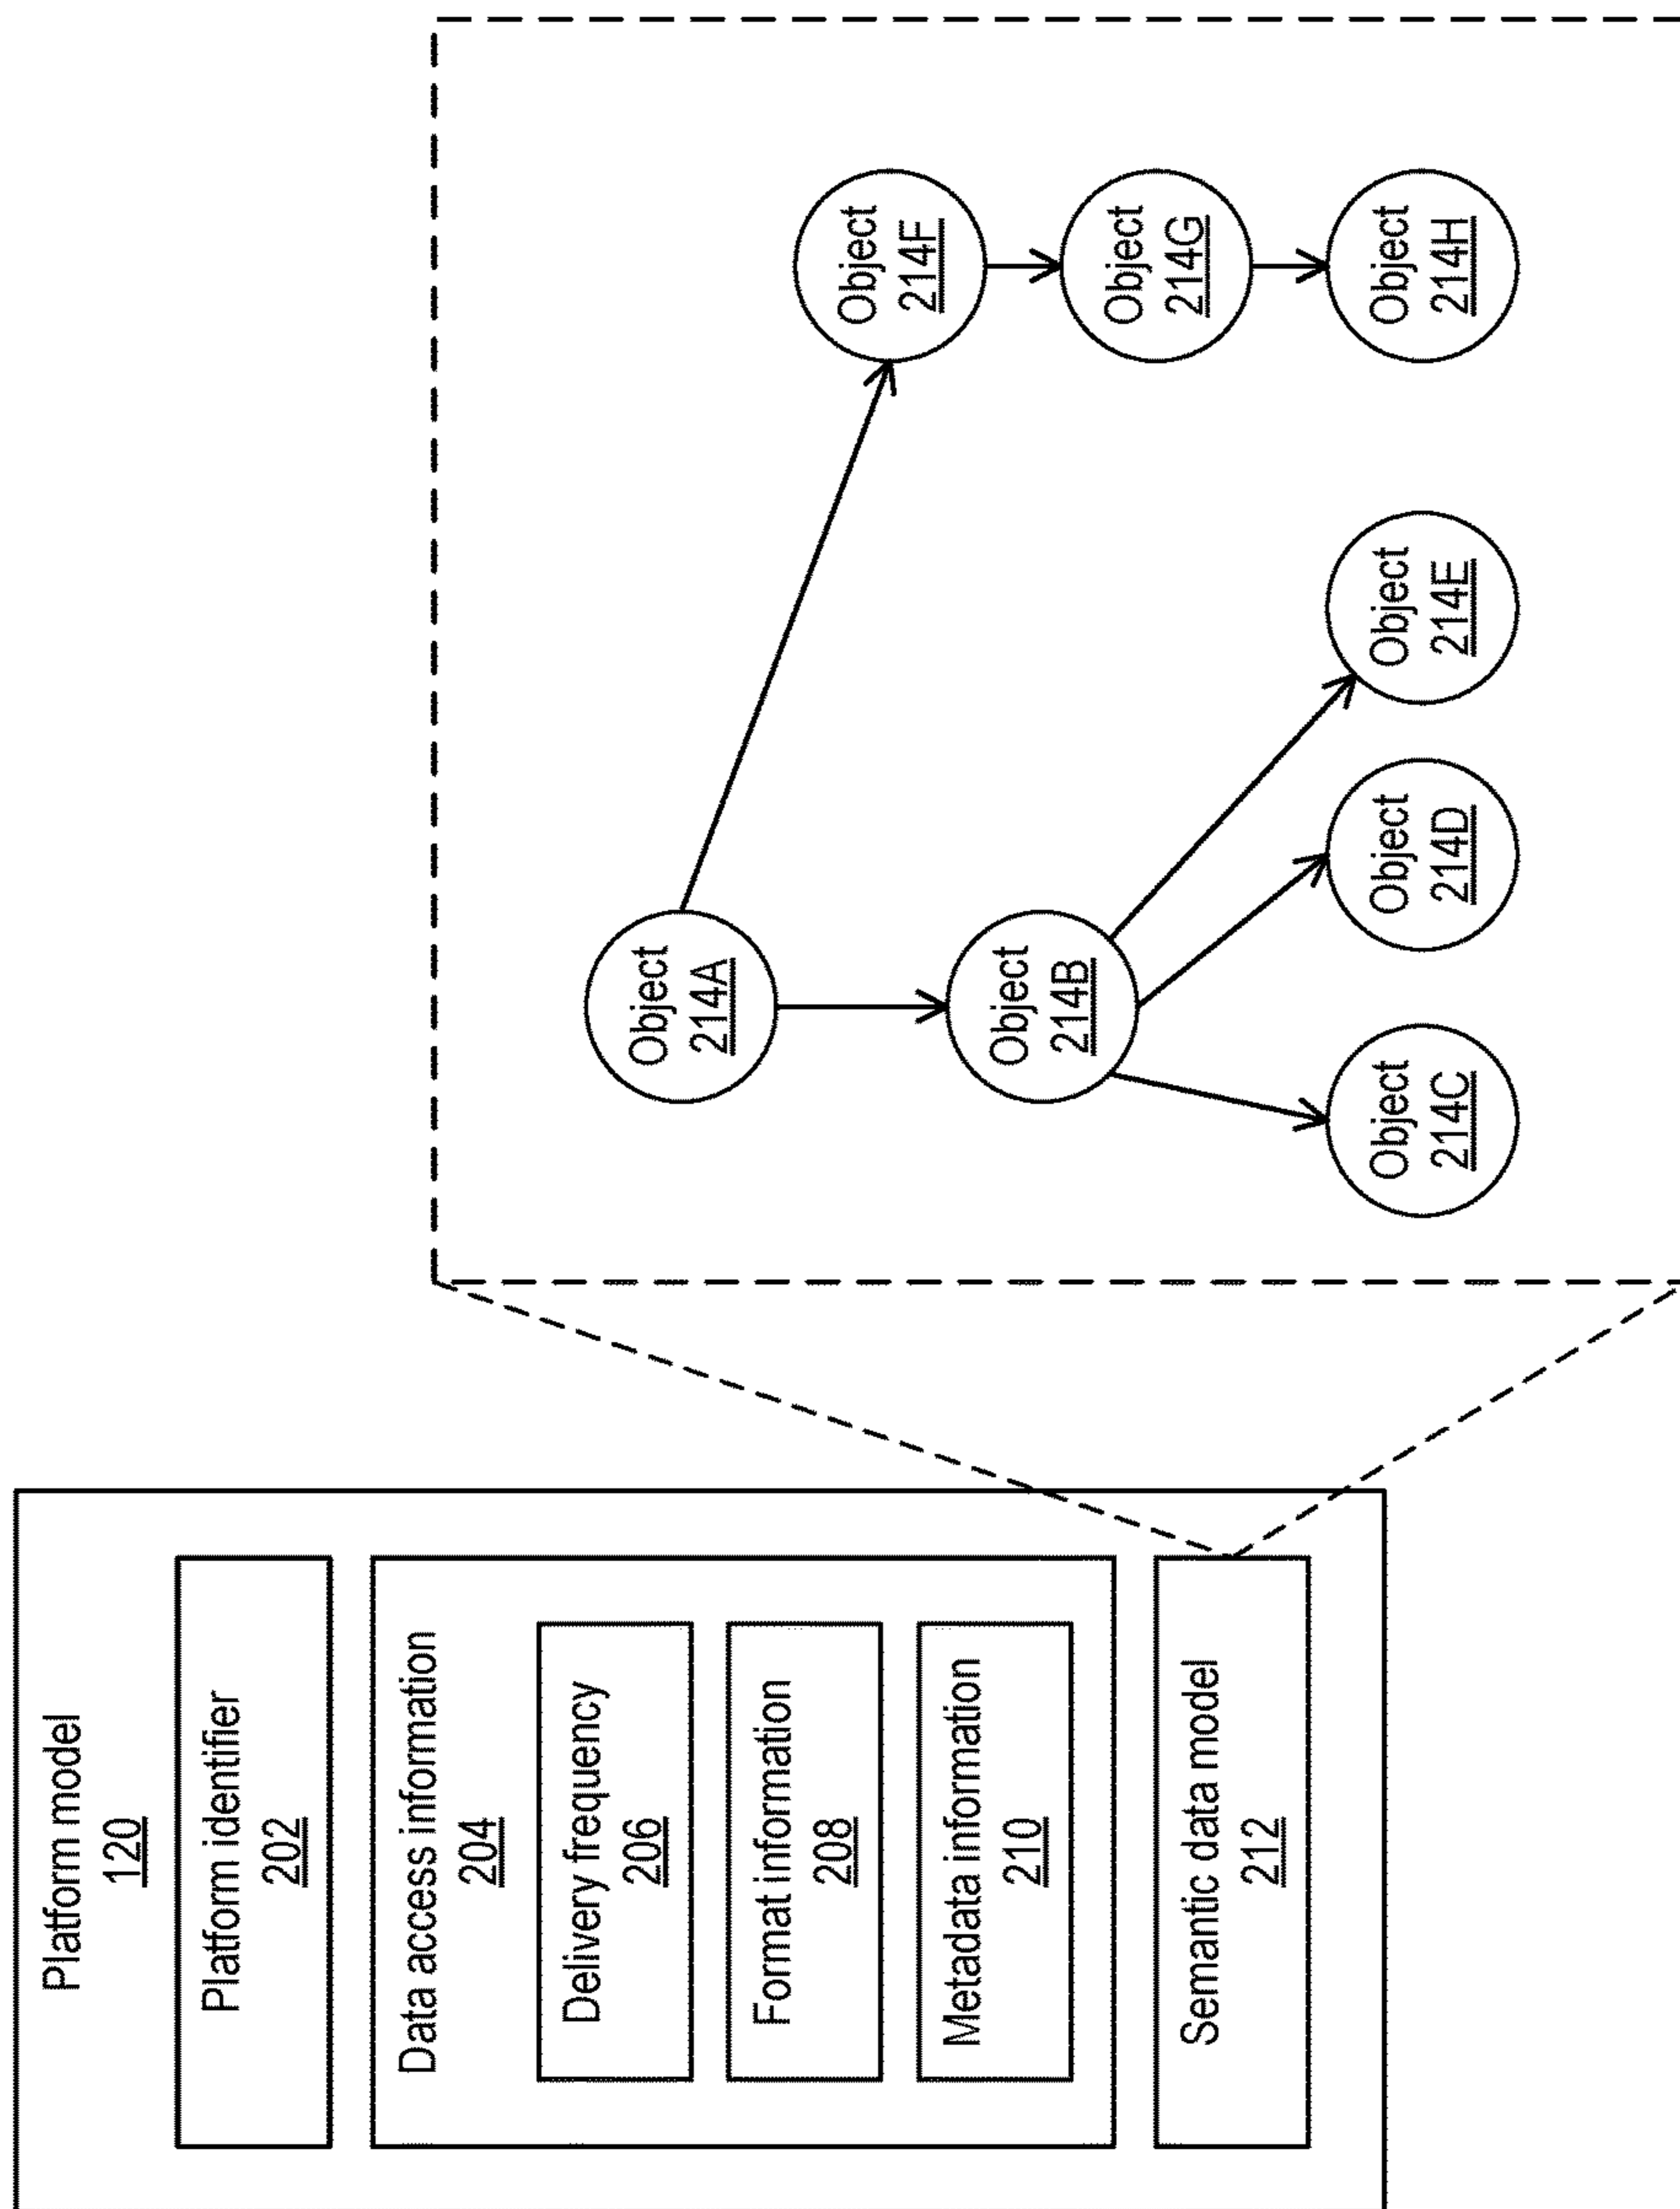 Platform model
120
Platform identifier
202
Data access information
204
Delivery frequency
206
Format information
208
Metadata information
210
Semantic data model
212
Object
214A
Object
214B
Object
214C
Object
214D
Object
214E
Object
214F
Object
214G
Object
214H